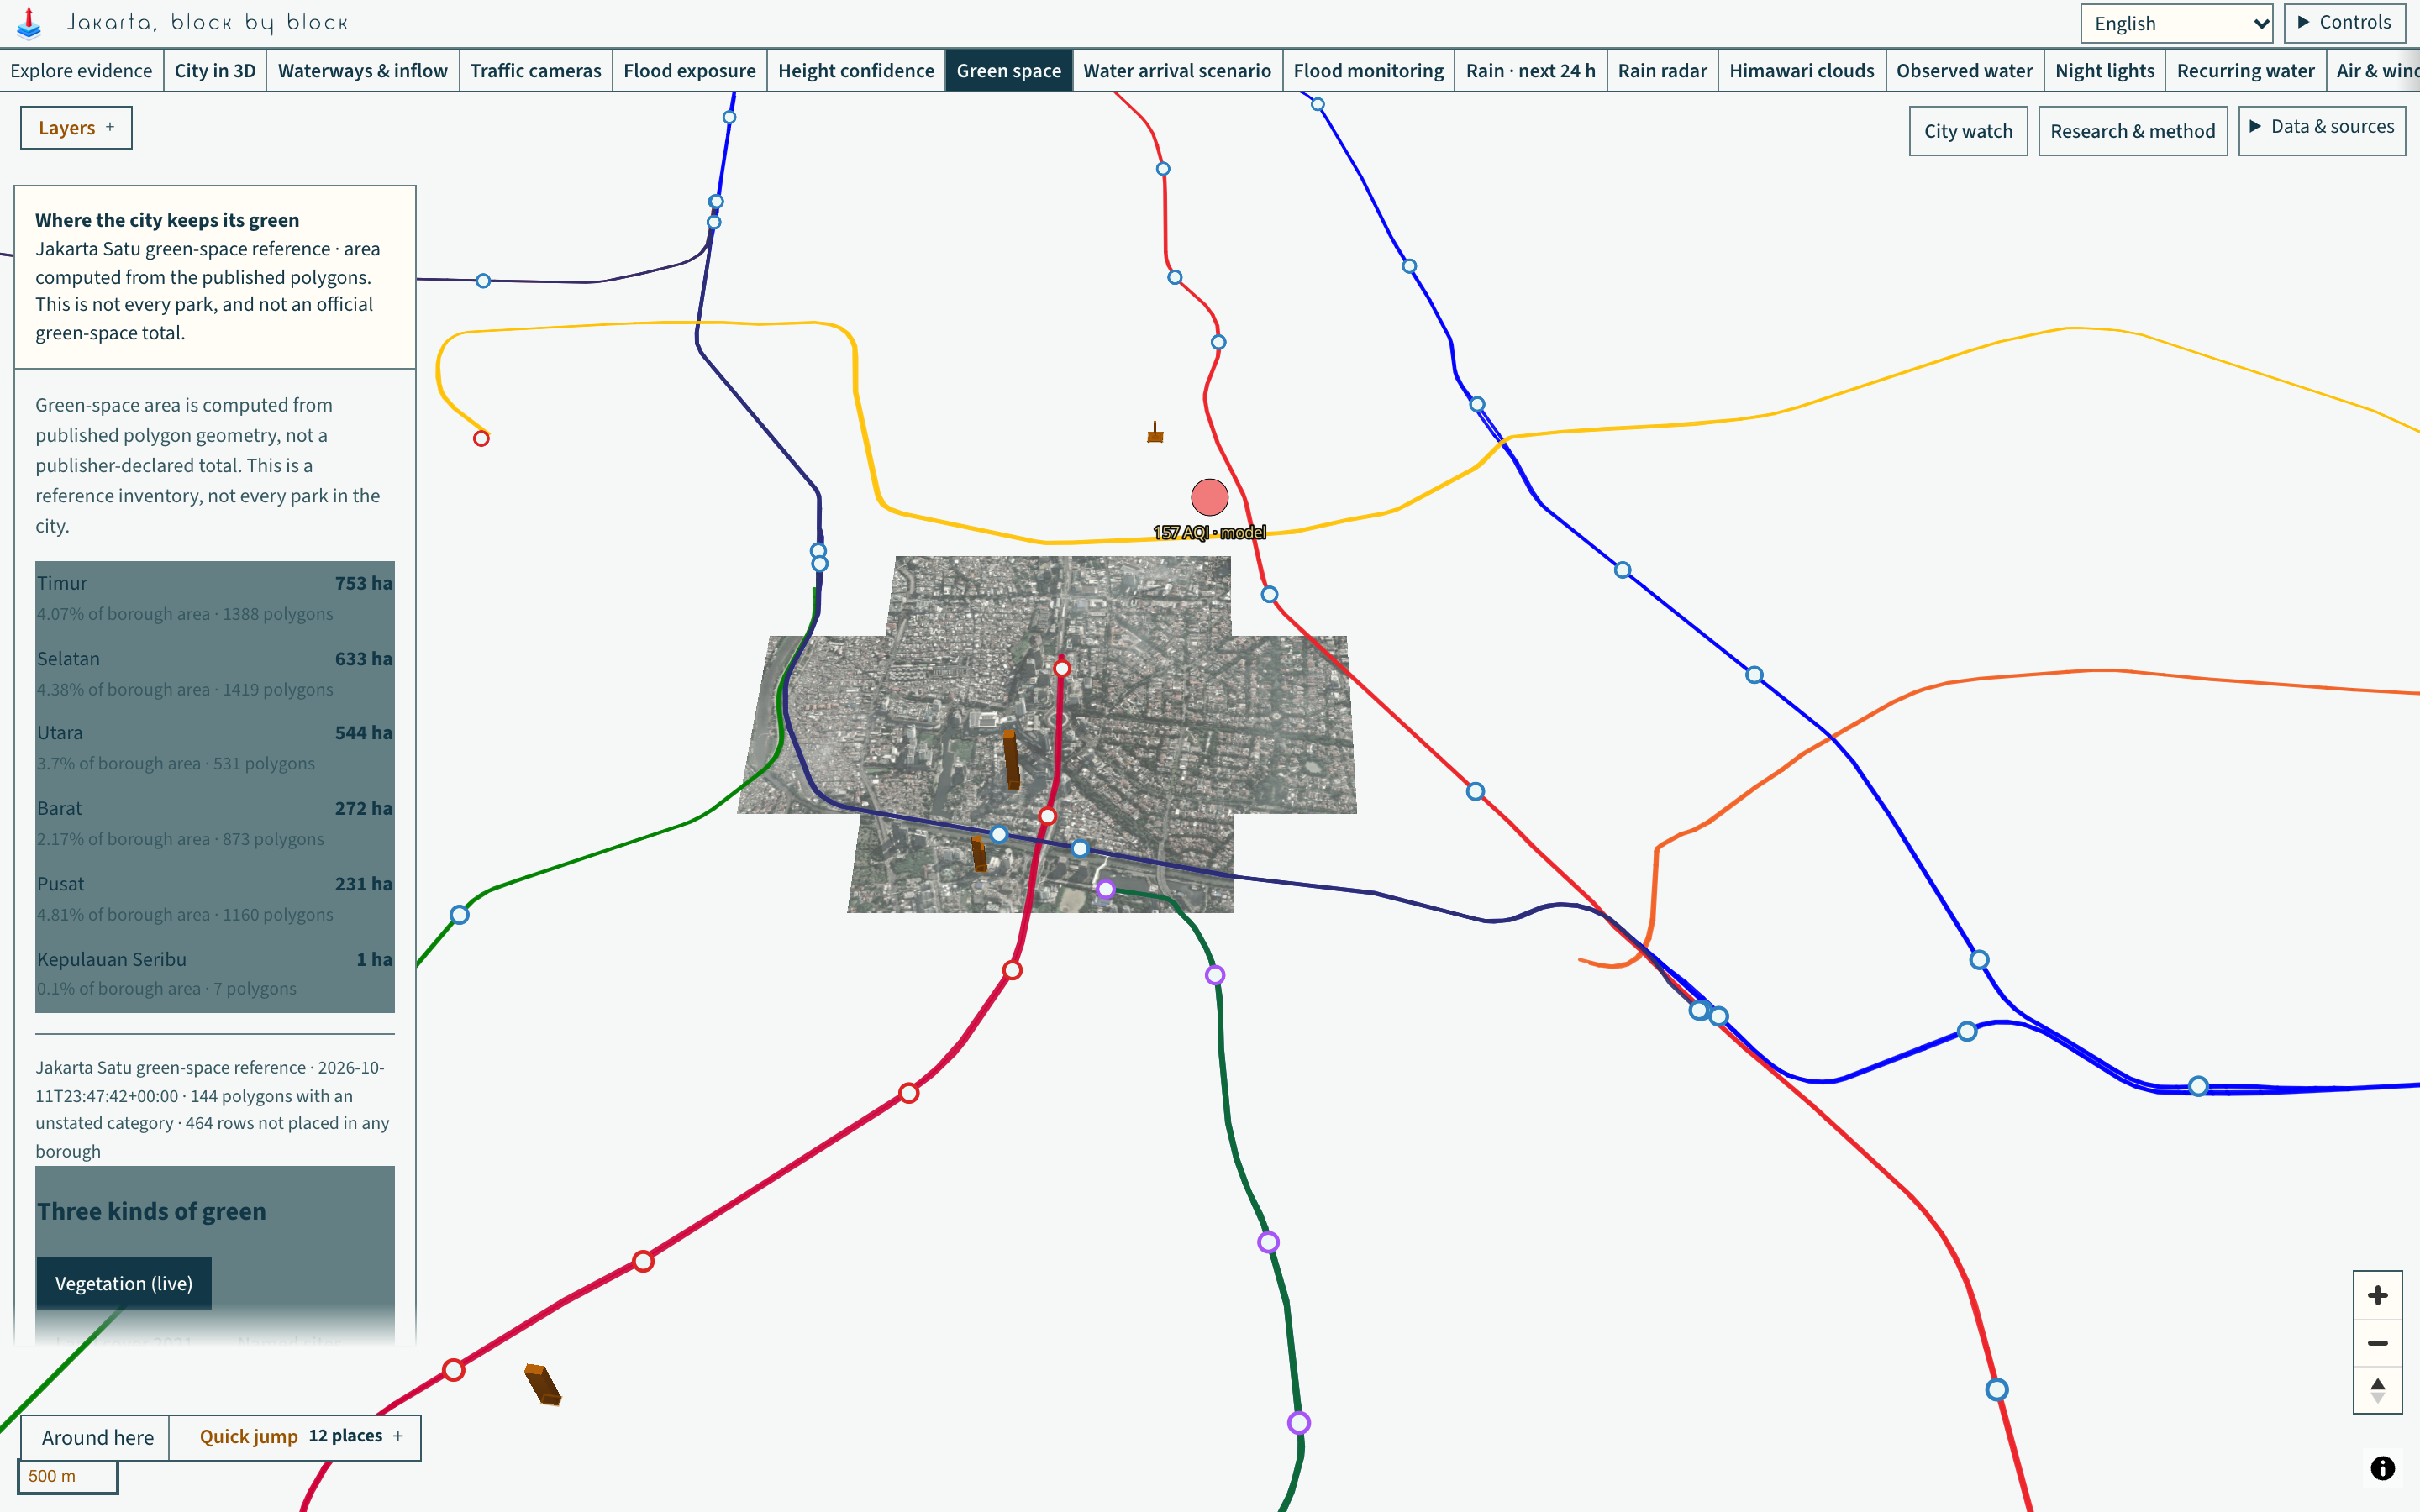 Jakarta, block by block
English
Controls
Explore evidence
City in 3D
Waterways & inflow
Traffic cameras
Flood exposure
Height confidence
Green space
Water arrival scenario
Flood monitoring
Rain · next 24 h
Rain radar
Himawari clouds
Observed water
Night lights
Recurring water
Air & wind
Layers +
City watch
Research & method
Data & sources
Where the city keeps its green
Jakarta Satu green-space reference · area
computed from the published polygons.
This is not every park, and not an official
green-space total.
Green-space area is computed from
published polygon geometry, not a
publisher-declared total. This is a
reference inventory, not every park in the
city.
Timur 753 ha
4.07% of borough area · 1388 polygons
Selatan 633 ha
4.38% of borough area · 1419 polygons
Utara 544 ha
3.7% of borough area · 531 polygons
Barat 272 ha
2.17% of borough area · 873 polygons
Pusat 231 ha
4.81% of borough area · 1160 polygons
Kepulauan Seribu 1 ha
0.1% of borough area · 7 polygons
Jakarta Satu green-space reference · 2026-10-
11T23:47:42+00:00 · 144 polygons with an
unstated category · 464 rows not placed in any
borough
Three kinds of green
Vegetation (live)
157 AQI · model
Around here
Quick jump 12 places +
500 m